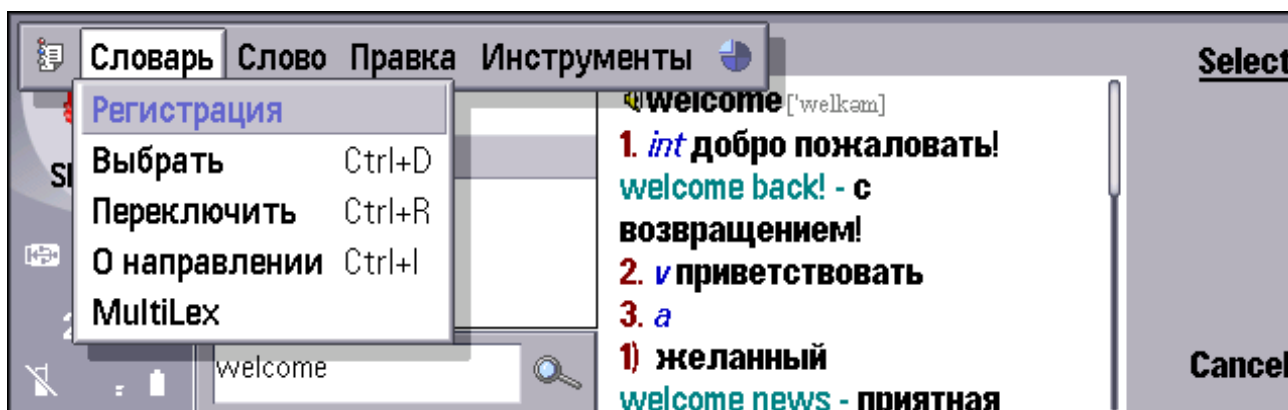 Словарь Слово Правка Инструменты
Select
Регистрация
Выбрать Ctrl+D
Переключить Ctrl+R
О направлении Ctrl+I
MultiLex
welcome
Cancel
welcome ['welkəm]
1. int добро пожаловать!
welcome back! - с
возвращением!
2. v приветствовать
3. a
1) желанный
welcome news - приятная